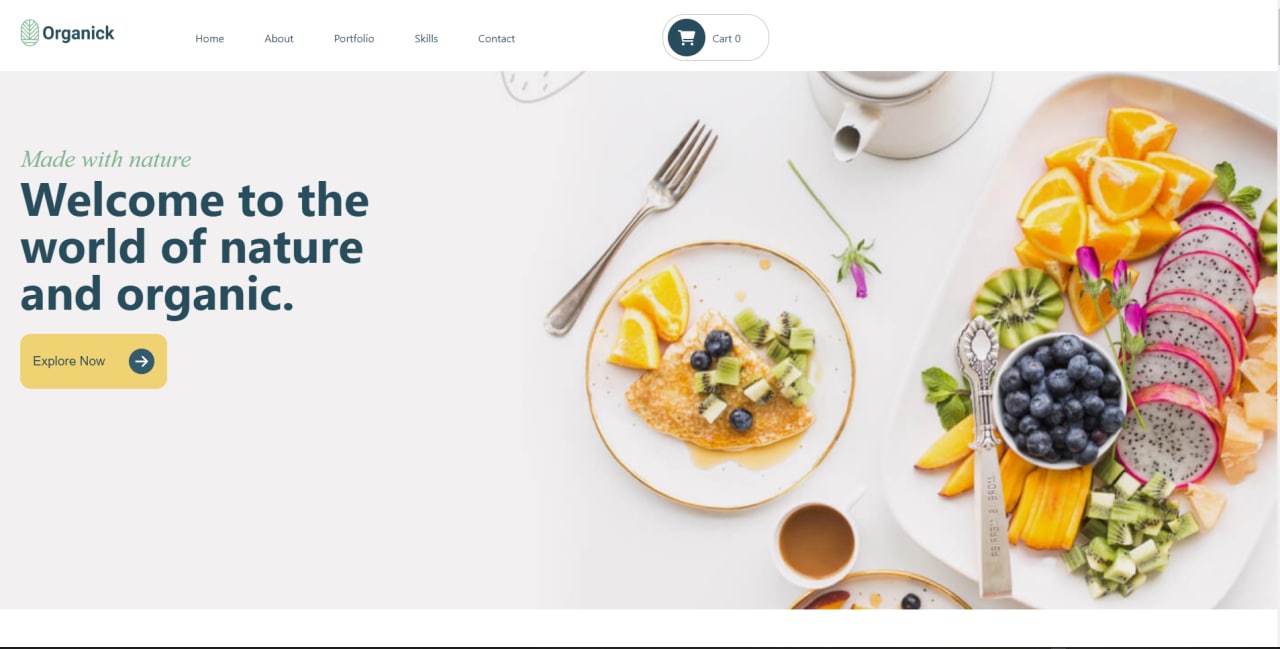 Organick
Home
About
Portfolio
Skills
Contact
Cart 0
Made with nature
Welcome to the
world of nature
and organic.
Explore Now